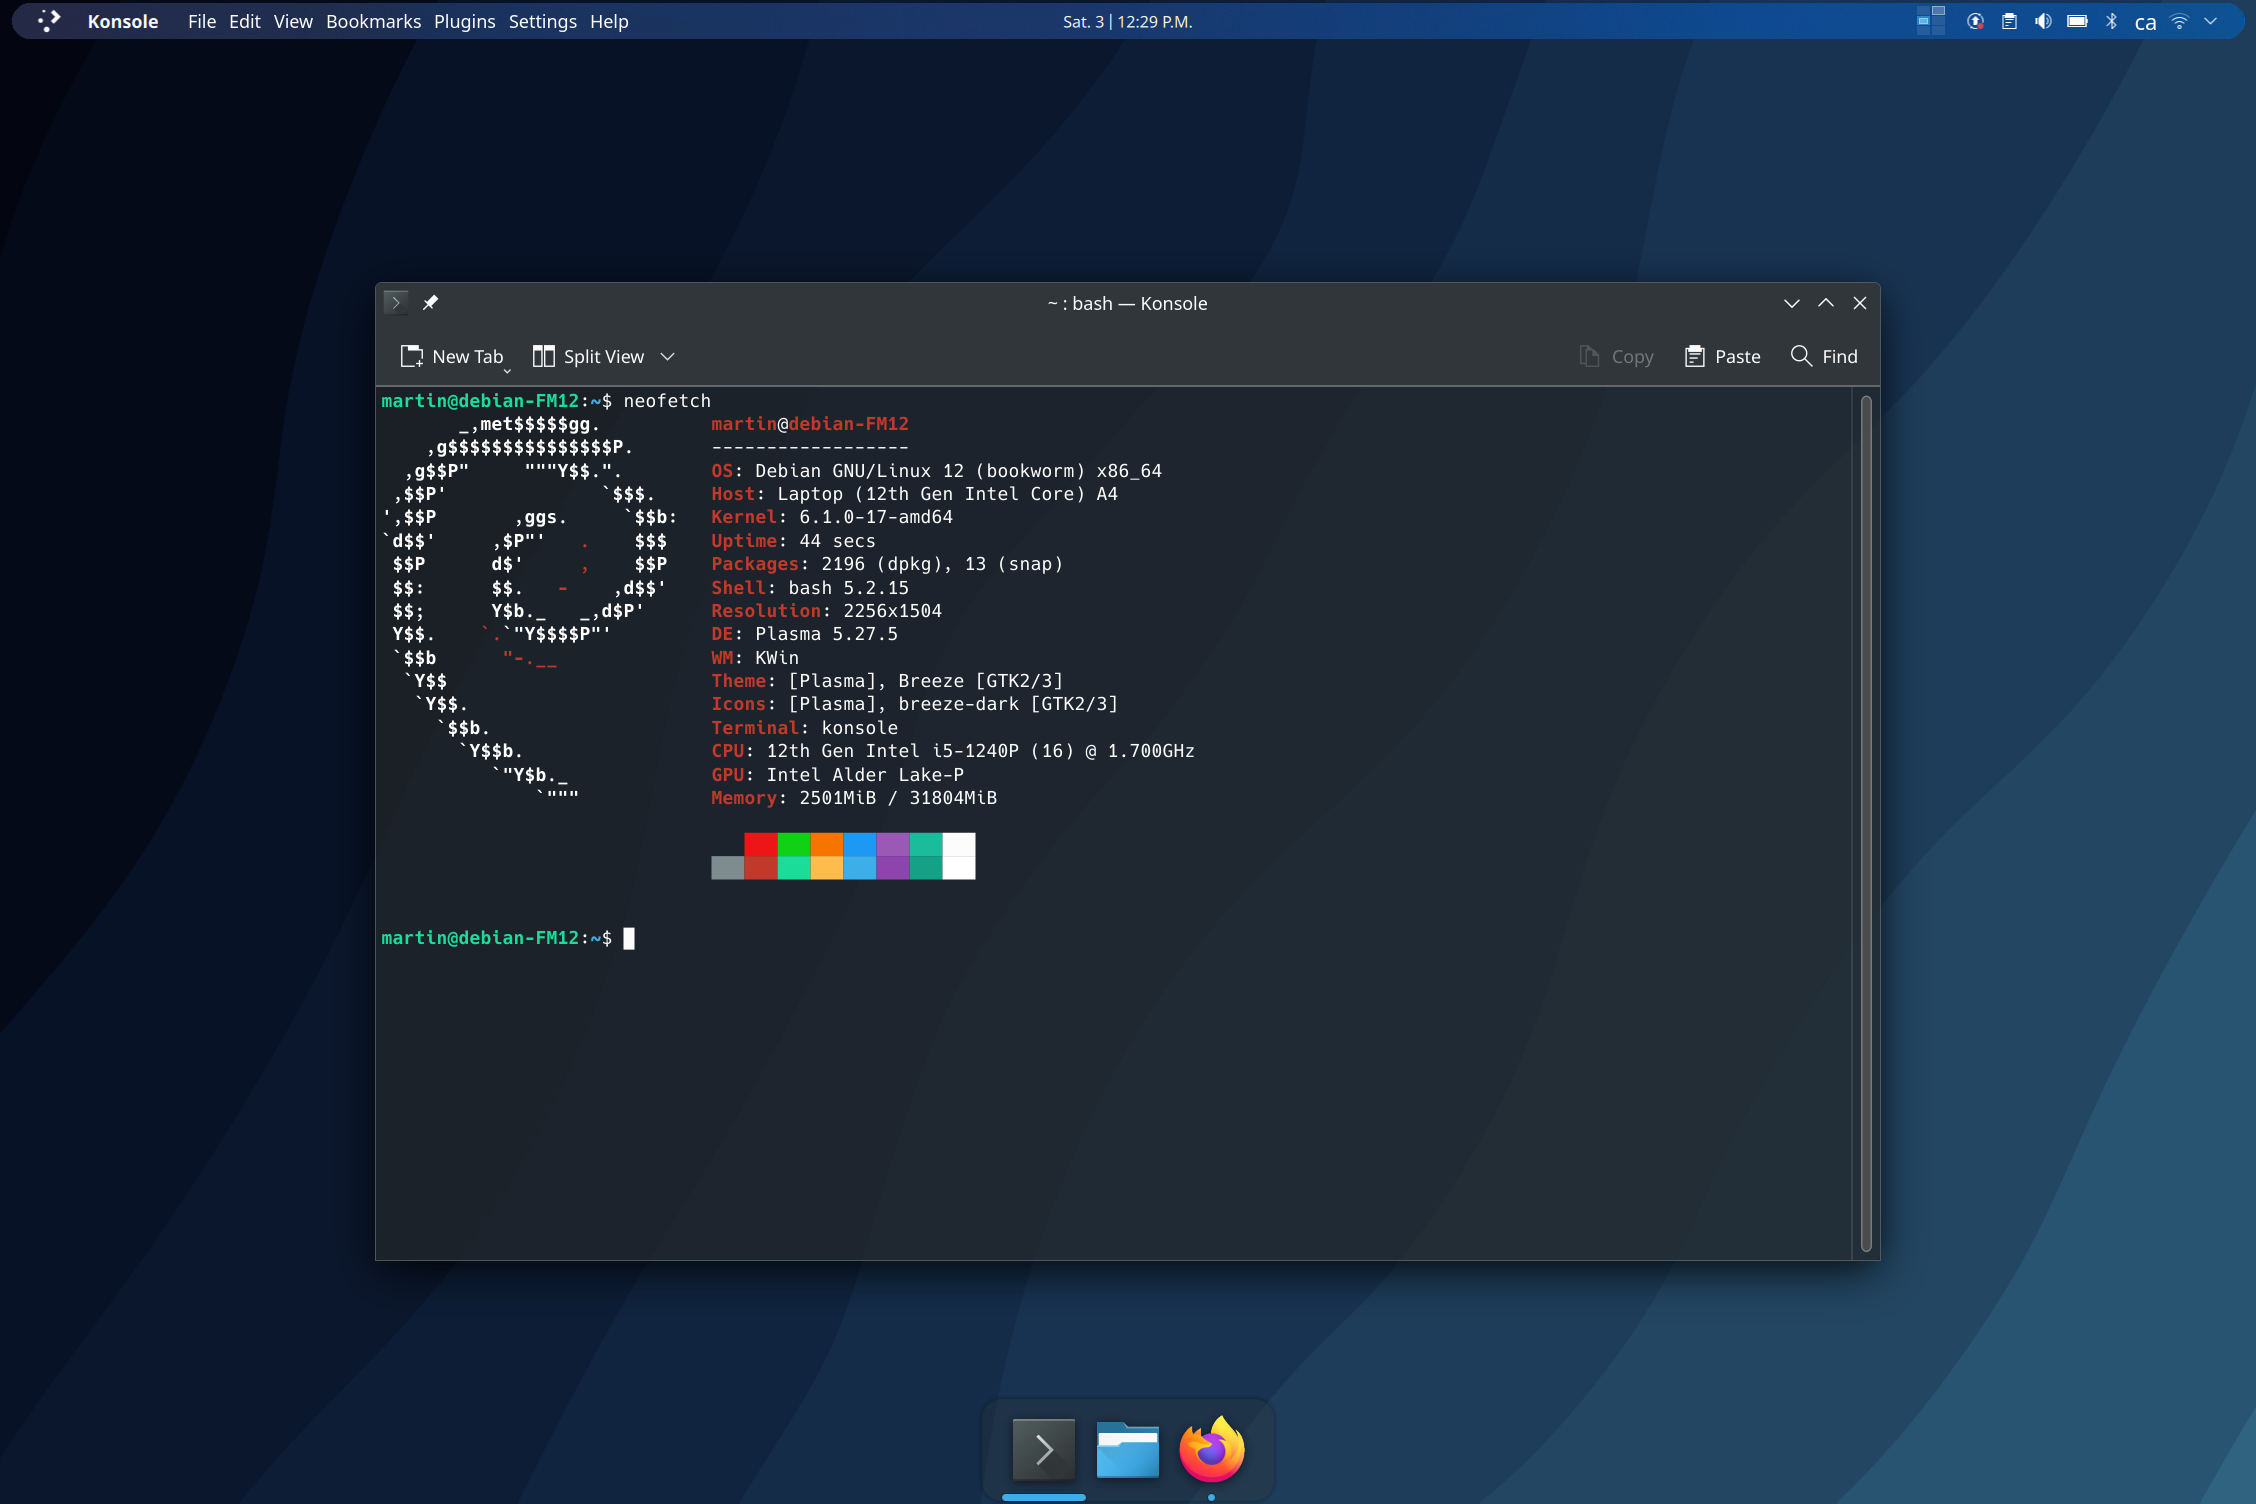 Konsole File Edit View Bookmarks Plugins Settings Help
Sat. 3 | 12:29 P.M.
ca
~ : bash — Konsole
New Tab Split View
Copy Paste Find
martin@debian-FM12:~$ neofetch
       _,met$$$$$gg.          martin@debian-FM12
    ,g$$$$$$$$$$$$$$$P.       ------------------
  ,g$$P"     """Y$$.".        OS: Debian GNU/Linux 12 (bookworm) x86_64
 ,$$P'              `$$$.     Host: Laptop (12th Gen Intel Core) A4
',$$P       ,ggs.     `$$b:   Kernel: 6.1.0-17-amd64
`d$$'     ,$P"'   .    $$$    Uptime: 44 secs
 $$P      d$'     ,    $$P    Packages: 2196 (dpkg), 13 (snap)
 $$:      $$.   -    ,d$$'    Shell: bash 5.2.15
 $$;      Y$b._   _,d$P'      Resolution: 2256x1504
 Y$$.    `.`"Y$$$$P"'         DE: Plasma 5.27.5
 `$$b      "-.__              WM: KWin
  `Y$$                        Theme: [Plasma], Breeze [GTK2/3]
   `Y$$.                      Icons: [Plasma], breeze-dark [GTK2/3]
     `$$b.                    Terminal: konsole
       `Y$$b.                 CPU: 12th Gen Intel i5-1240P (16) @ 1.700GHz
          `"Y$b._             GPU: Intel Alder Lake-P
              `"""            Memory: 2501MiB / 31804MiB
martin@debian-FM12:~$